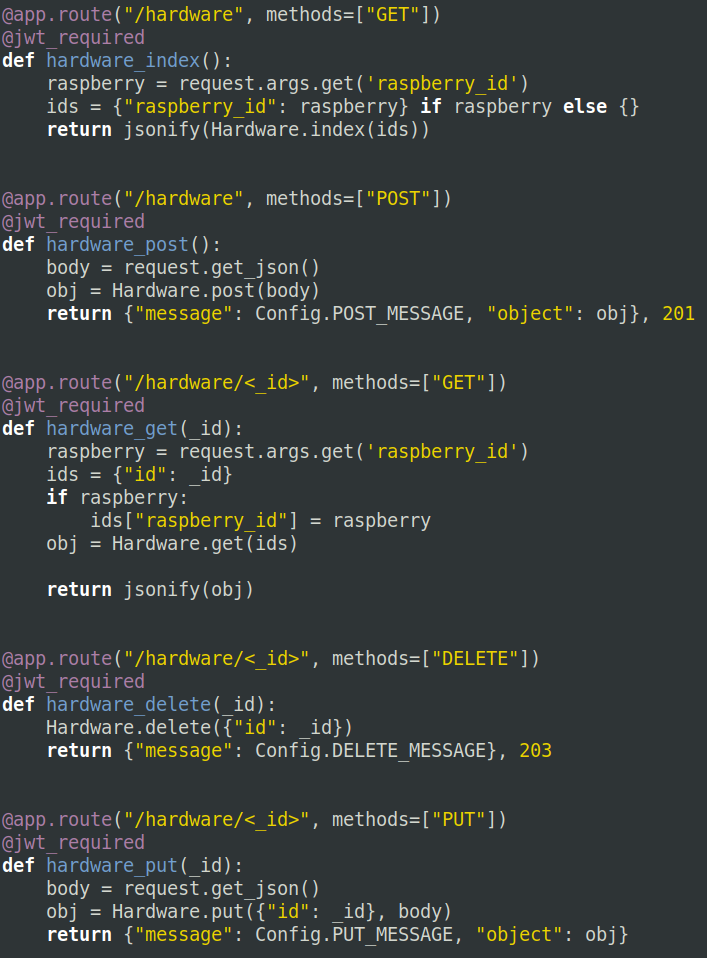 @app.route("/hardware", methods=["GET"])
@jwt_required
def hardware_index():
    raspberry = request.args.get('raspberry_id')
    ids = {"raspberry_id": raspberry} if raspberry else {}
    return jsonify(Hardware.index(ids))


@app.route("/hardware", methods=["POST"])
@jwt_required
def hardware_post():
    body = request.get_json()
    obj = Hardware.post(body)
    return {"message": Config.POST_MESSAGE, "object": obj}, 201


@app.route("/hardware/<_id>", methods=["GET"])
@jwt_required
def hardware_get(_id):
    raspberry = request.args.get('raspberry_id')
    ids = {"id": _id}
    if raspberry:
        ids["raspberry_id"] = raspberry
    obj = Hardware.get(ids)

    return jsonify(obj)


@app.route("/hardware/<_id>", methods=["DELETE"])
@jwt_required
def hardware_delete(_id):
    Hardware.delete({"id": _id})
    return {"message": Config.DELETE_MESSAGE}, 203


@app.route("/hardware/<_id>", methods=["PUT"])
@jwt_required
def hardware_put(_id):
    body = request.get_json()
    obj = Hardware.put({"id": _id}, body)
    return {"message": Config.PUT_MESSAGE, "object": obj}